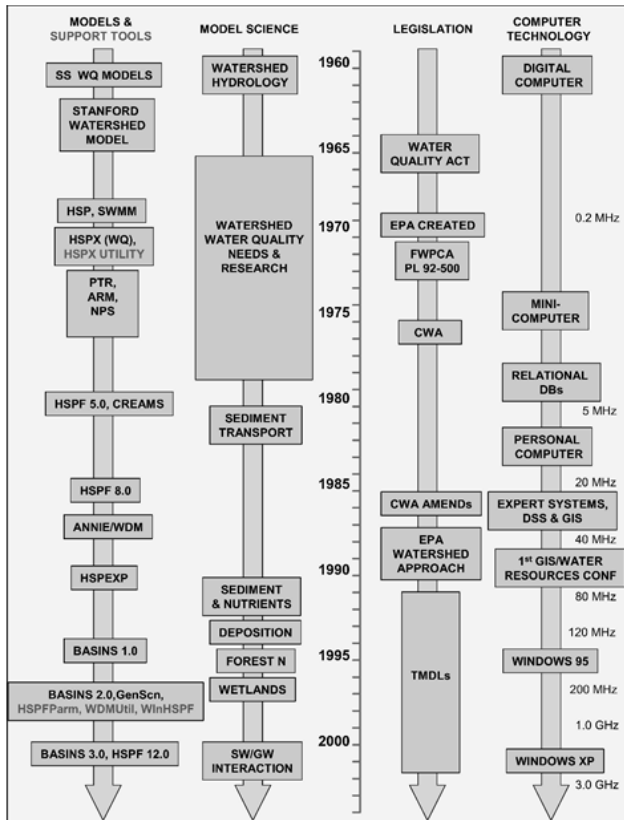 MODELS &
SUPPORT TOOLS
SS WQ MODELS
STANFORD
WATERSHED
MODEL
HSP, SWMM
HSPX (WQ),
HSPX UTILITY
PTR,
ARM,
NPS
HSPF 5.0, CREAMS
HSPF 8.0
ANNIE/WDM
HSPEXP
BASINS 1.0
BASINS 2.0,GenScn,
HSPFParm, WDMUtil, WInHSPF
BASINS 3.0, HSPF 12.0
MODEL SCIENCE
WATERSHED
HYDROLOGY
WATERSHED
WATER QUALITY
NEEDS &
RESEARCH
SEDIMENT
TRANSPORT
SEDIMENT
& NUTRIENTS
DEPOSITION
FOREST N
WETLANDS
SW/GW
INTERACTION
1960
1965
1970
1975
1980
1985
1990
1995
2000
LEGISLATION
WATER
QUALITY ACT
EPA CREATED
FWPCA
PL 92-500
CWA
CWA AMENDs
EPA
WATERSHED
APPROACH
TMDLs
COMPUTER
TECHNOLOGY
DIGITAL
COMPUTER
0.2 MHz
MINI-
COMPUTER
RELATIONAL
DBs
5 MHz
PERSONAL
COMPUTER
20 MHz
EXPERT SYSTEMS,
DSS & GIS
40 MHz
1st GIS/WATER
RESOURCES CONF
80 MHz
120 MHz
WINDOWS 95
200 MHz
1.0 GHz
WINDOWS XP
3.0 GHz